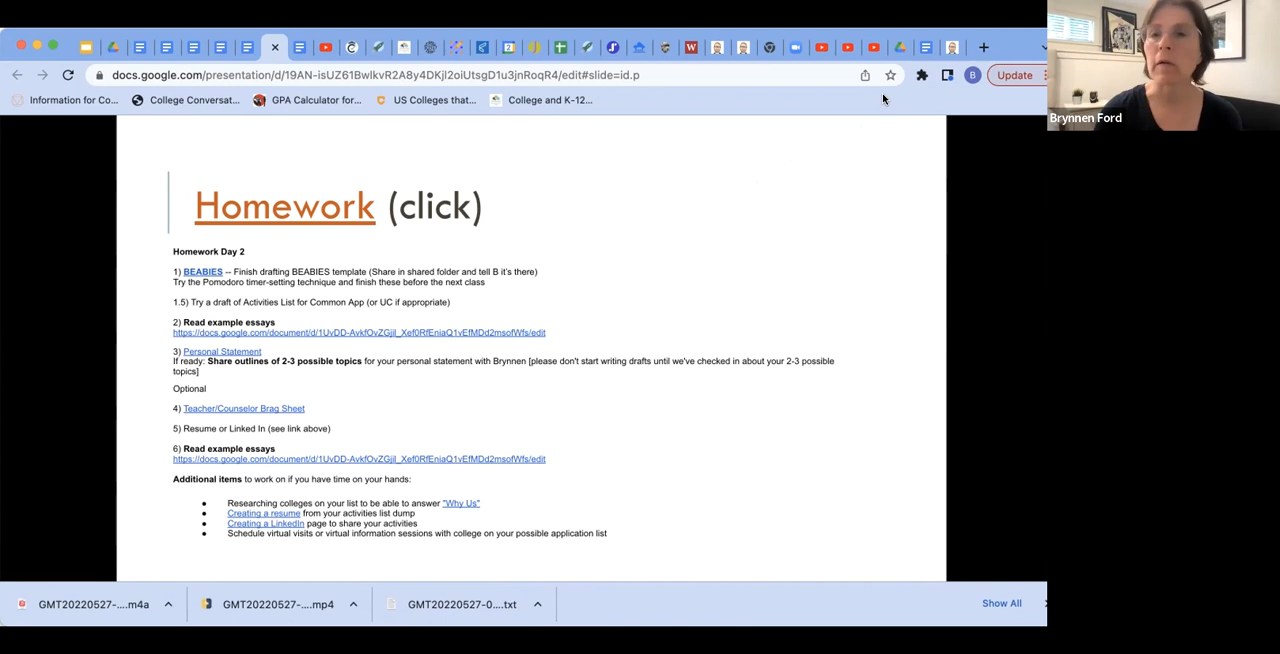 docs.google.com/presentation/d/19AN-isUZ61BwlkvR2A8y4DKjl2oiUtsgD1u3jnRoqR4/edit#slide=id.p
B
Update
Brynnen Ford
Information for Co...
College Conversat...
GPA Calculator for...
US Colleges that...
College and K-12...
Homework (click)
Homework Day 2
1) BEABIES -- Finish drafting BEABIES template (Share in shared folder and tell B it's there)
Try the Pomodoro timer-setting technique and finish these before the next class
1.5) Try a draft of Activities List for Common App (or UC if appropriate)
2) Read example essays
https://docs.google.com/document/d/1UvDD-AvkfOvZGjil_Xef0RfEniaQ1vEfMDd2msofWfs/edit
3) Personal Statement
If ready: Share outlines of 2-3 possible topics for your personal statement with Brynnen [please don't start writing drafts until we've checked in about your 2-3 possible
topics]
Optional
4) Teacher/Counselor Brag Sheet
5) Resume or Linked In (see link above)
6) Read example essays
https://docs.google.com/document/d/1UvDD-AvkfOvZGjil_Xef0RfEniaQ1vEfMDd2msofWfs/edit
Additional items to work on if you have time on your hands:
● Researching colleges on your list to be able to answer "Why Us"
● Creating a resume from your activities list dump
● Creating a LinkedIn page to share your activities
● Schedule virtual visits or virtual information sessions with college on your possible application list
GMT20220527-....m4a
GMT20220527-....mp4
GMT20220527-0....txt
Show All